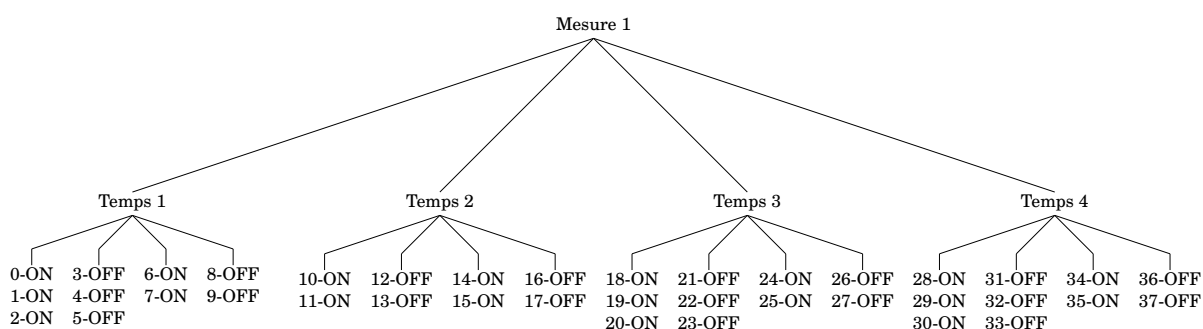 Mesure 1
Temps 1 Temps 2 Temps 3 Temps 4
0-ON 3-OFF 6-ON 8-OFF 10-ON 12-OFF 14-ON 16-OFF 18-ON 21-OFF 24-ON 26-OFF 28-ON 31-OFF 34-ON 36-OFF
1-ON 4-OFF 7-ON 9-OFF 11-ON 13-OFF 15-ON 17-OFF 19-ON 22-OFF 25-ON 27-OFF 29-ON 32-OFF 35-ON 37-OFF
2-ON 5-OFF 20-ON 23-OFF 30-ON 33-OFF